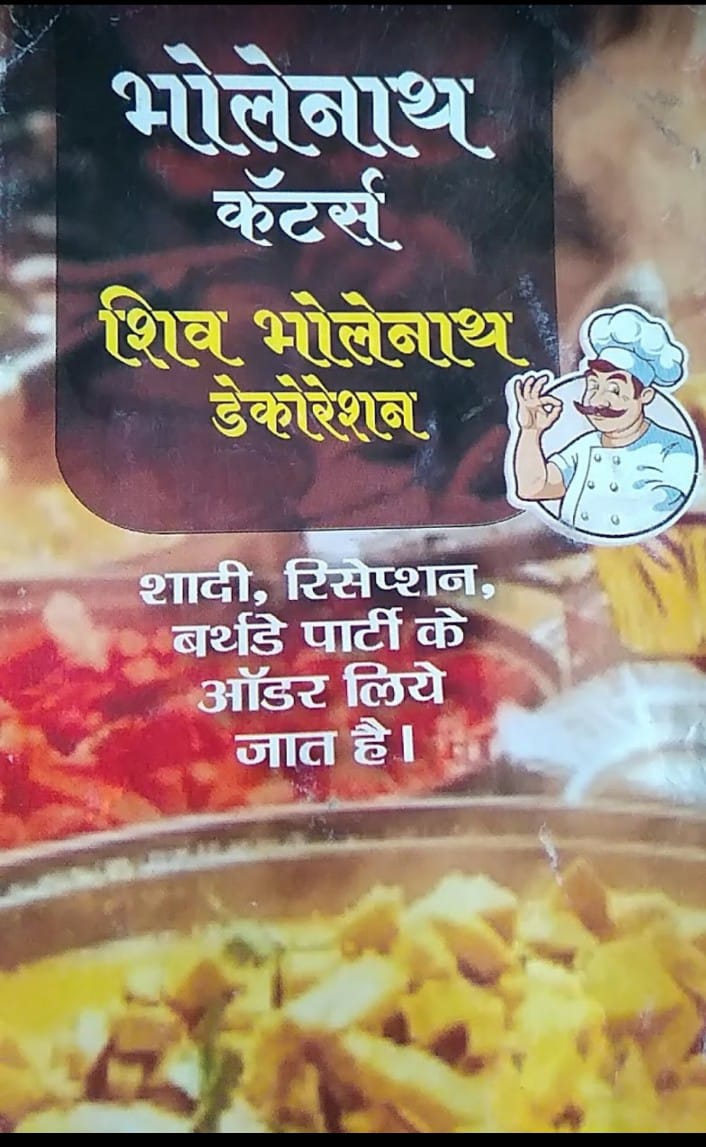 भोलेनाथ
कॅटर्स
शिव भोलेनाथ
डेकोरेशन
शादी, रिसेप्शन,
बर्थडे पार्टी के
ऑडर लिये
जात है।